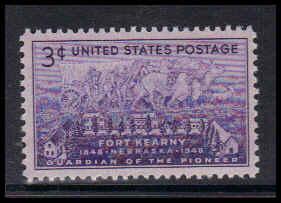 3¢ UNITED STATES POSTAGE
FORT KEARNY
1848-NEBRASKA-1948
GUARDIAN OF THE PIONEER